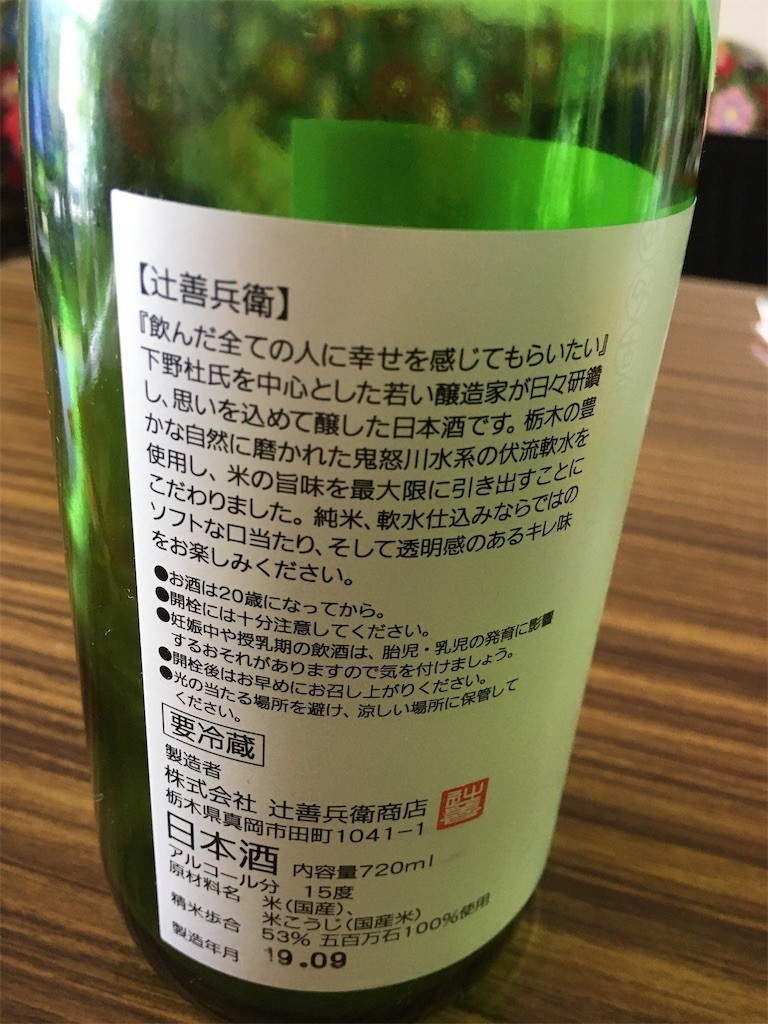 【辻善兵衛】
『飲んだ全ての人に幸せを感じてもらいたい』
下野杜氏を中心とした若い醸造家が日々研鑽
し、思いを込めて醸した日本酒です。栃木の豊
かな自然に磨かれた鬼怒川水系の伏流軟水を
使用し、米の旨味を最大限に引き出すことに
こだわりました。純米、軟水仕込みならではの
ソフトな口当たり、そして透明感のあるキレ味
をお楽しみください。
●お酒は20歳になってから。
●開栓には十分注意してください。
●妊娠中や授乳期の飲酒は、胎児・乳児の発育に影響
するおそれがありますので気を付けましょう。
●開栓後はお早めにお召し上がりください。
●光の当たる場所を避け、涼しい場所に保管して
ください。
要冷蔵
製造者
株式会社 辻善兵衛商店
栃木県真岡市田町1041-1
日本酒 内容量720ml
アルコール分 15度
原材料名 米(国産)、
米こうじ(国産米)
精米歩合 53% 五百万石100%使用
製造年月 19.09